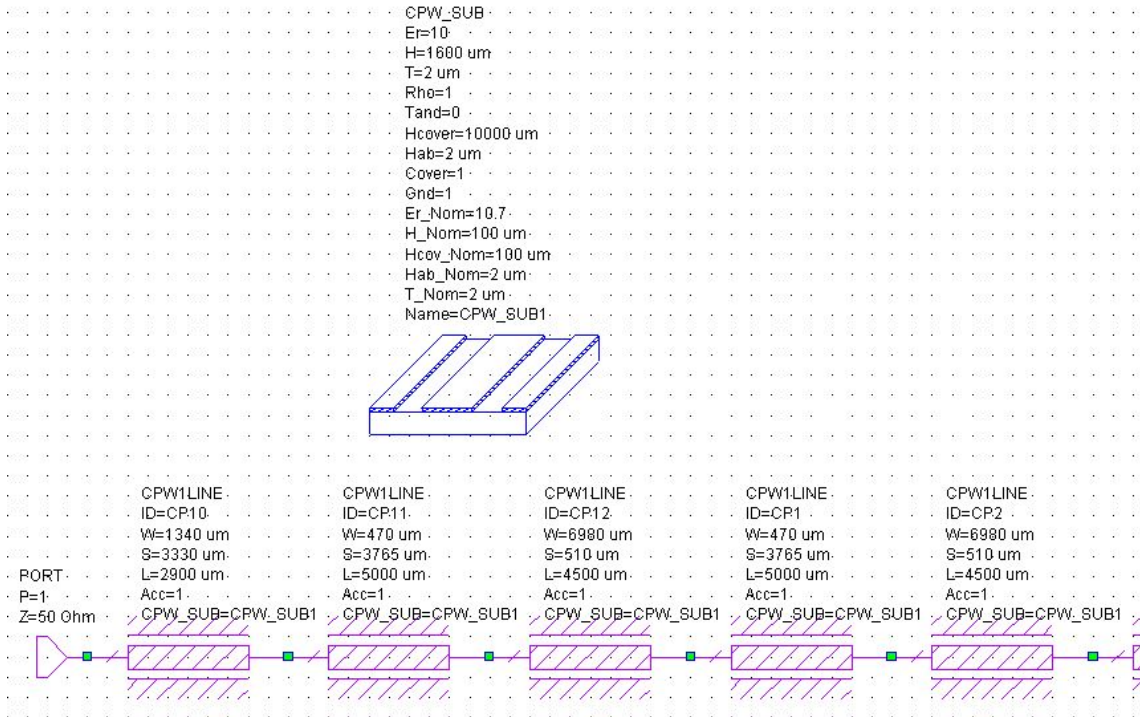 CPW_SUB
Er=10
H=1600 um
T=2 um
Rho=1
Tand=0
Hcover=10000 um
Hab=2 um
Cover=1
Gnd=1
Er_Nom=10.7
H_Nom=100 um
Hcov_Nom=100 um
Hab_Nom=2 um
T_Nom=2 um
Name=CPW_SUB1
PORT
P=1
Z=50 Ohm
CPW1LINE
ID=CP10
W=1340 um
S=3330 um
L=2900 um
Acc=1
CPW_SUB=CPW_SUB1
CPW1LINE
ID=CP11
W=470 um
S=3765 um
L=5000 um
Acc=1
CPW_SUB=CPW_SUB1
CPW1LINE
ID=CP12
W=6980 um
S=510 um
L=4500 um
Acc=1
CPW_SUB=CPW_SUB1
CPW1LINE
ID=CP1
W=470 um
S=3765 um
L=5000 um
Acc=1
CPW_SUB=CPW_SUB1
CPW1LINE
ID=CP2
W=6980 um
S=510 um
L=4500 um
Acc=1
CPW_SUB=CPW_SUB1